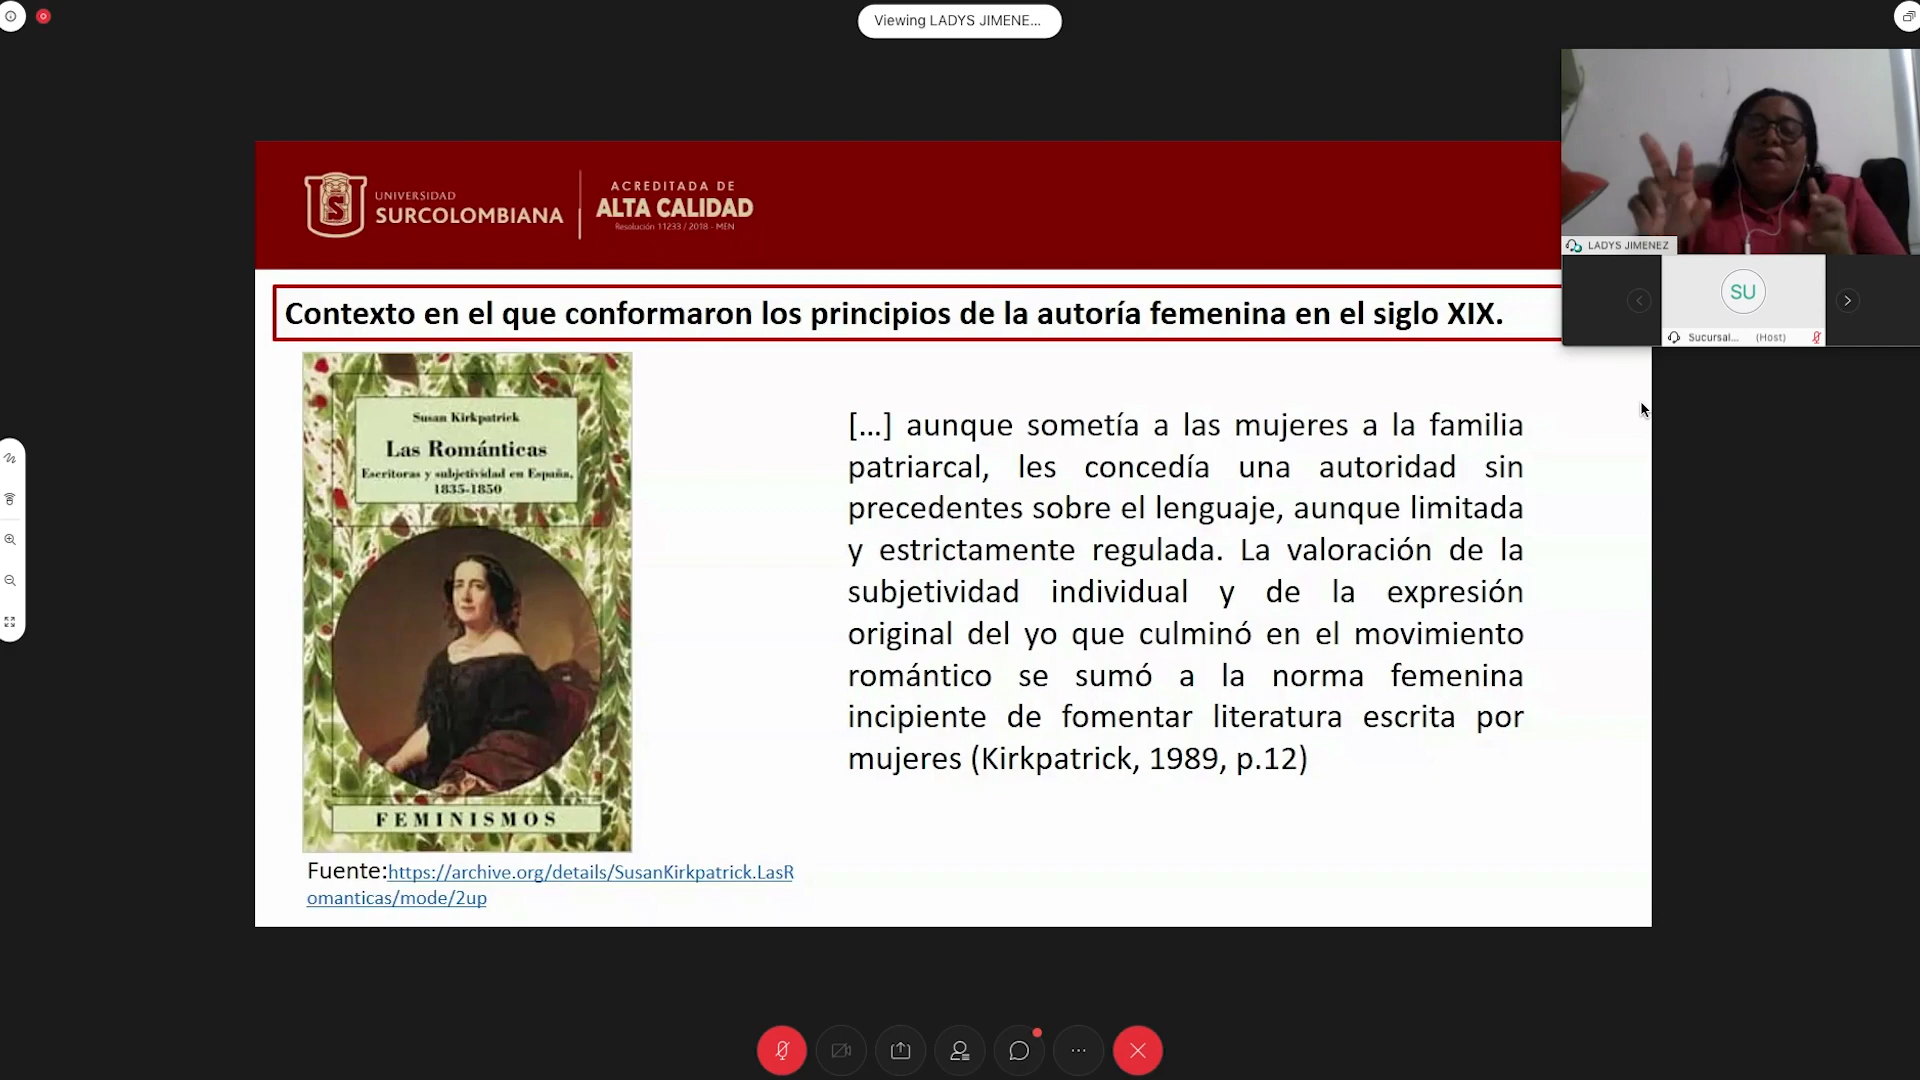 Viewing LADYS JIMENE...
UNIVERSIDAD
SURCOLOMBIANA
ACREDITADA DE
ALTA CALIDAD
Resolución 11233 / 2018 - MEN
LADYS JIMENEZ
SU
Sucursal... (Host)
Contexto en el que conformaron los principios de la autoría femenina en el siglo XIX.
Susan Kirkpatrick
Las Románticas
Escritoras y subjetividad en España,
1835-1850
FEMINISMOS
[...] aunque sometía a las mujeres a la familia
patriarcal, les concedía una autoridad sin
precedentes sobre el lenguaje, aunque limitada
y estrictamente regulada. La valoración de la
subjetividad individual y de la expresión
original del yo que culminó en el movimiento
romántico se sumó a la norma femenina
incipiente de fomentar literatura escrita por
mujeres (Kirkpatrick, 1989, p.12)
Fuente:https://archive.org/details/SusanKirkpatrick.LasR
omanticas/mode/2up